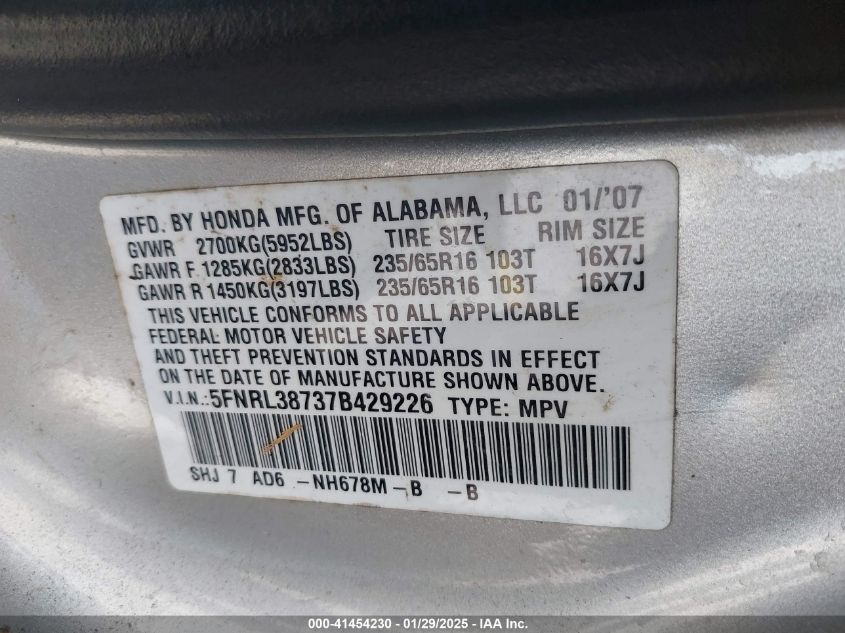 MFD. BY HONDA MFG. OF ALABAMA, LLC 01/'07
GVWR 2700KG(5952LBS) TIRE SIZE RIM SIZE
GAWR F 1285KG(2833LBS) 235/65R16 103T 16X7J
GAWR R 1450KG(3197LBS) 235/65R16 103T 16X7J
THIS VEHICLE CONFORMS TO ALL APPLICABLE
FEDERAL MOTOR VEHICLE SAFETY
AND THEFT PREVENTION STANDARDS IN EFFECT
ON THE DATE OF MANUFACTURE SHOWN ABOVE.
V.I.N.:5FNRL38737B429226 TYPE: MPV
SHJ 7 AD6 -NH678M-B -B
000-41454230 - 01/29/2025 - IAA Inc.